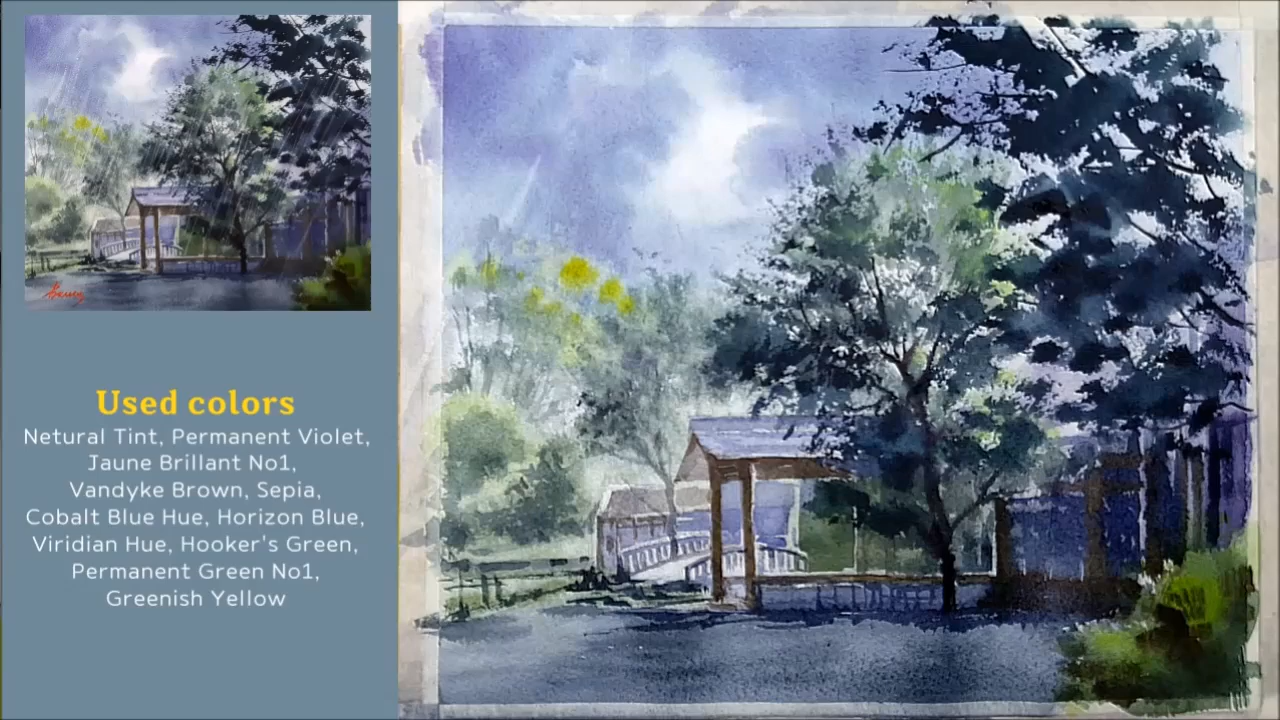 Used colors
Netural Tint, Permanent Violet,
Jaune Brillant No1,
Vandyke Brown, Sepia,
Cobalt Blue Hue, Horizon Blue,
Viridian Hue, Hooker's Green,
Permanent Green No1,
Greenish Yellow